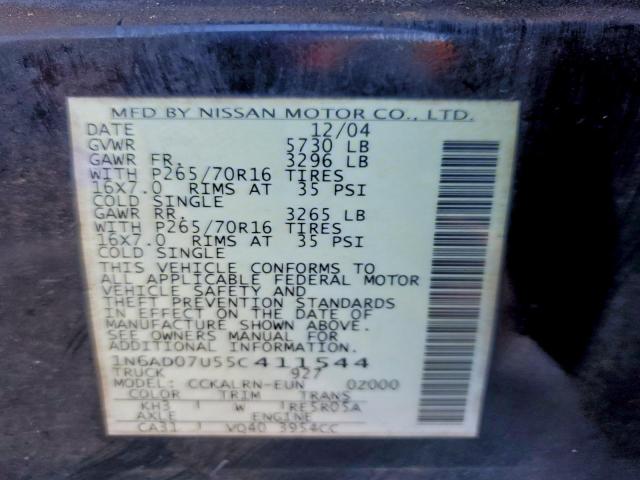 MFD BY NISSAN MOTOR CO., LTD.
DATE 12/04
GVWR 5730 LB
GAWR FR. 3296 LB
WITH P265/70R16 TIRES
16X7.0 RIMS AT 35 PSI
COLD SINGLE
GAWR RR. 3265 LB
WITH P265/70R16 TIRES
16X7.0 RIMS AT 35 PSI
COLD SINGLE
THIS VEHICLE CONFORMS TO
ALL APPLICABLE FEDERAL MOTOR
VEHICLE SAFETY AND
THEFT PREVENTION STANDARDS
IN EFFECT ON THE DATE OF
MANUFACTURE SHOWN ABOVE.
SEE OWNERS MANUAL FOR
ADDITIONAL INFORMATION.
1N6AD07U55C411544
TRUCK 927
MODEL: CCKALRN-EUN 0Z000
COLOR TRIM TRANS
KH3 W RE5R05A
AXLE ENGINE
CA31 VQ40 3954CC